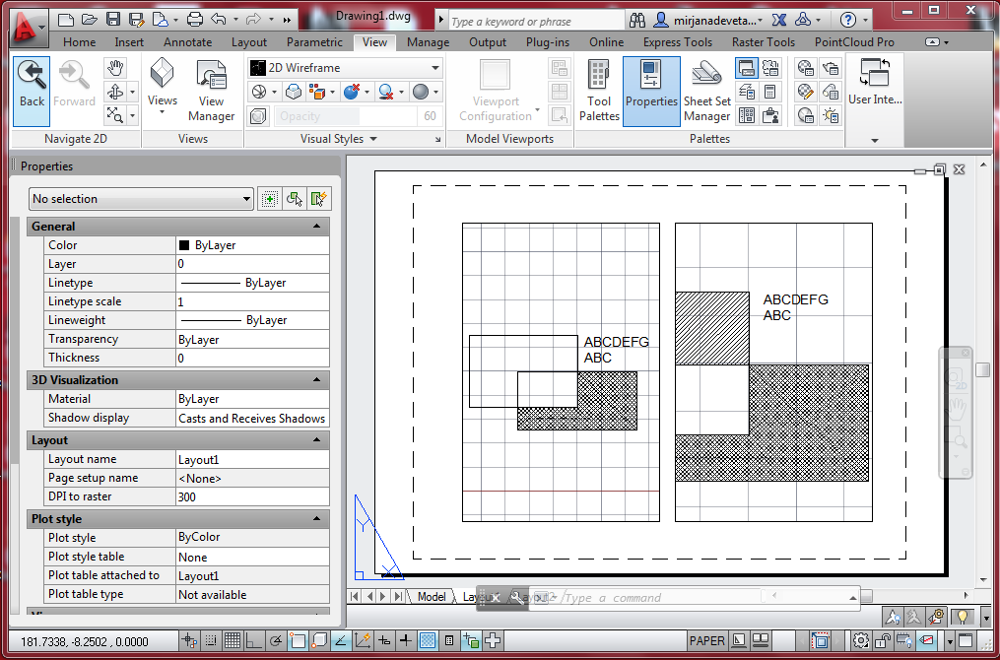 Drawing1.dwg
Type a keyword or phrase
mirjanadeveta...
Home Insert Annotate Layout Parametric View Manage Output Plug-ins Online Express Tools Raster Tools PointCloud Pro
2D Wireframe
Back Forward Views View Manager
Opacity 60
Viewport Configuration
Tool Palettes Properties Sheet Set Manager User Inte...
Navigate 2D Views Visual Styles Model Viewports Palettes
Properties
No selection
General
Color ByLayer
Layer 0
Linetype ByLayer
Linetype scale 1
Lineweight ByLayer
Transparency ByLayer
Thickness 0
3D Visualization
Material ByLayer
Shadow display Casts and Receives Shadows
Layout
Layout name Layout1
Page setup name <None>
DPI to raster 300
Plot style
Plot style ByColor
Plot style table None
Plot table attached to Layout1
Plot table type Not available
ABCDEFG
ABC
ABCDEFG
ABC
2D
Y
X
Model
Type a command
181.7338, -8.2502 , 0.0000
PAPER